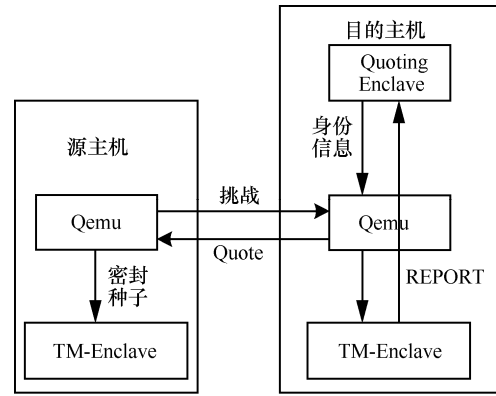 目的主机
Quoting
Enclave
身份
信息
源主机
挑战
Qemu
Qemu
Quote
密封
种子
REPORT
TM-Enclave
TM-Enclave